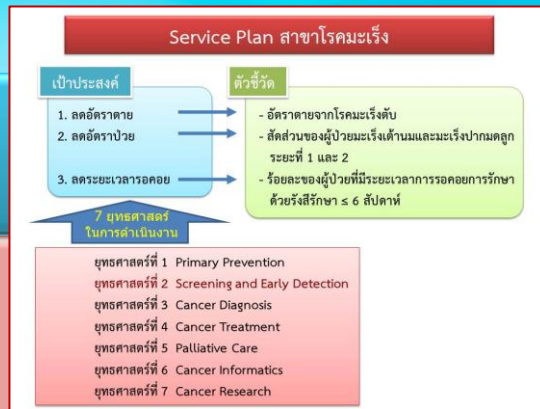 Service Plan สาขาโรคมะเร็ง
เป้าประสงค์
ตัวชี้วัด
1. ลดอัตราตาย
- อัตราตายจากโรคมะเร็งตับ
2. ลดอัตราป่วย
- สัดส่วนของผู้ป่วยมะเร็งเต้านมและมะเร็งปากมดลูก
ระยะที่ 1 และ 2
3. ลดระยะเวลารอคอย
- ร้อยละของผู้ป่วยที่มีระยะเวลาการรอคอยการรักษา
ด้วยรังสีรักษา ≤ 6 สัปดาห์
7 ยุทธศาสตร์
ในการดำเนินงาน
ยุทธศาสตร์ที่ 1 Primary Prevention
ยุทธศาสตร์ที่ 2 Screening and Early Detection
ยุทธศาสตร์ที่ 3 Cancer Diagnosis
ยุทธศาสตร์ที่ 4 Cancer Treatment
ยุทธศาสตร์ที่ 5 Palliative Care
ยุทธศาสตร์ที่ 6 Cancer Informatics
ยุทธศาสตร์ที่ 7 Cancer Research